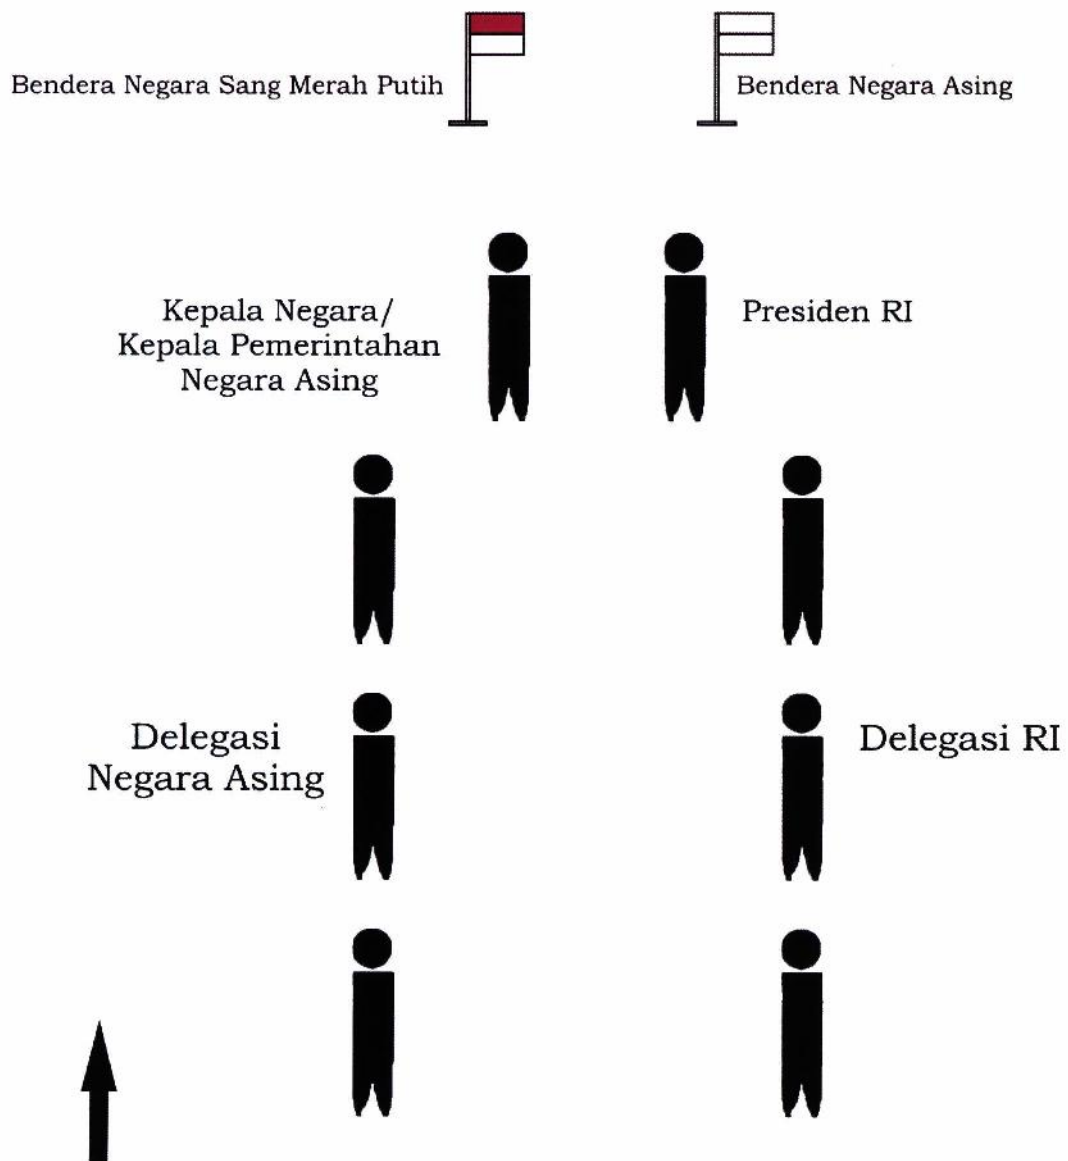 Bendera Negara Sang Merah Putih
Bendera Negara Asing
Kepala Negara/
Kepala Pemerintahan
Negara Asing
Presiden RI
Delegasi
Negara Asing
Delegasi RI